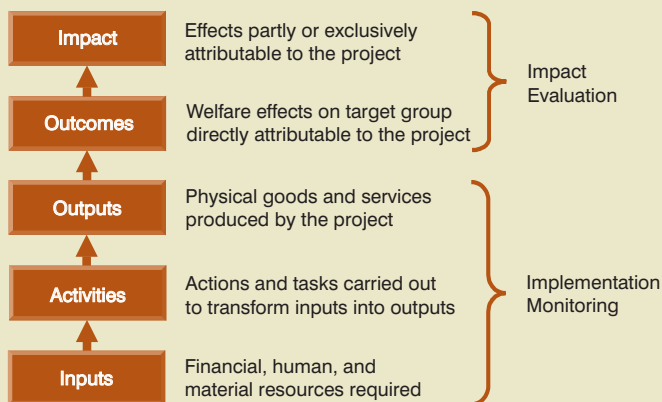 Impact
Effects partly or exclusively
attributable to the project
Impact
Evaluation
Outcomes
Welfare effects on target group
directly attributable to the project
Outputs
Physical goods and services
produced by the project
Activities
Actions and tasks carried out
to transform inputs into outputs
Implementation
Monitoring
Inputs
Financial, human, and
material resources required